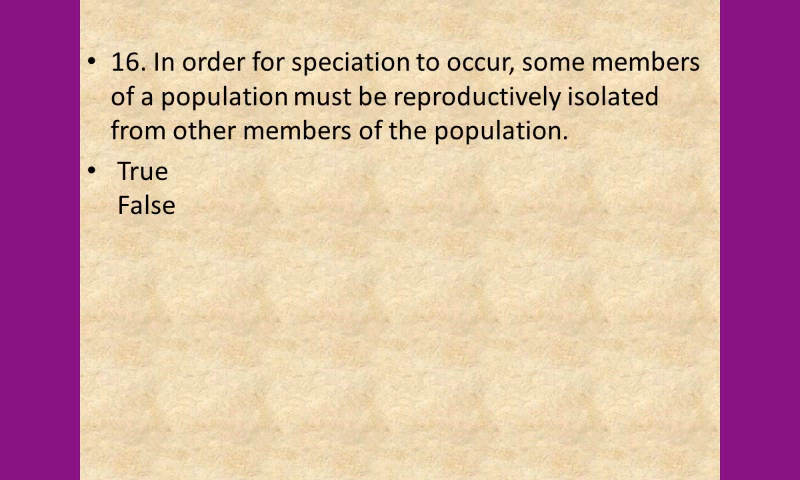 • 16. In order for speciation to occur, some members
of a population must be reproductively isolated
from other members of the population.
• True
False